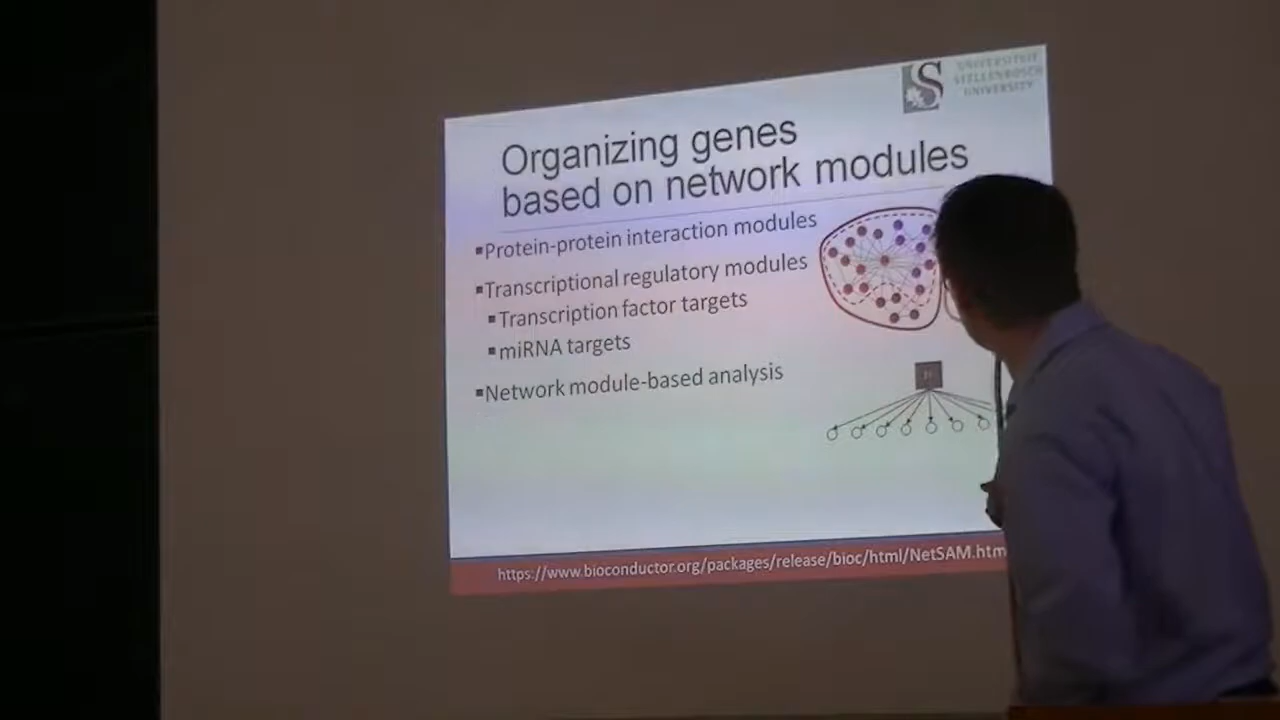 UNIVERSITEIT
STELLENBOSCH
UNIVERSITY
Organizing genes
based on network modules
▪Protein-protein interaction modules
▪Transcriptional regulatory modules
▪Transcription factor targets
▪miRNA targets
▪Network module-based analysis
https://www.bioconductor.org/packages/release/bioc/html/NetSAM.htm